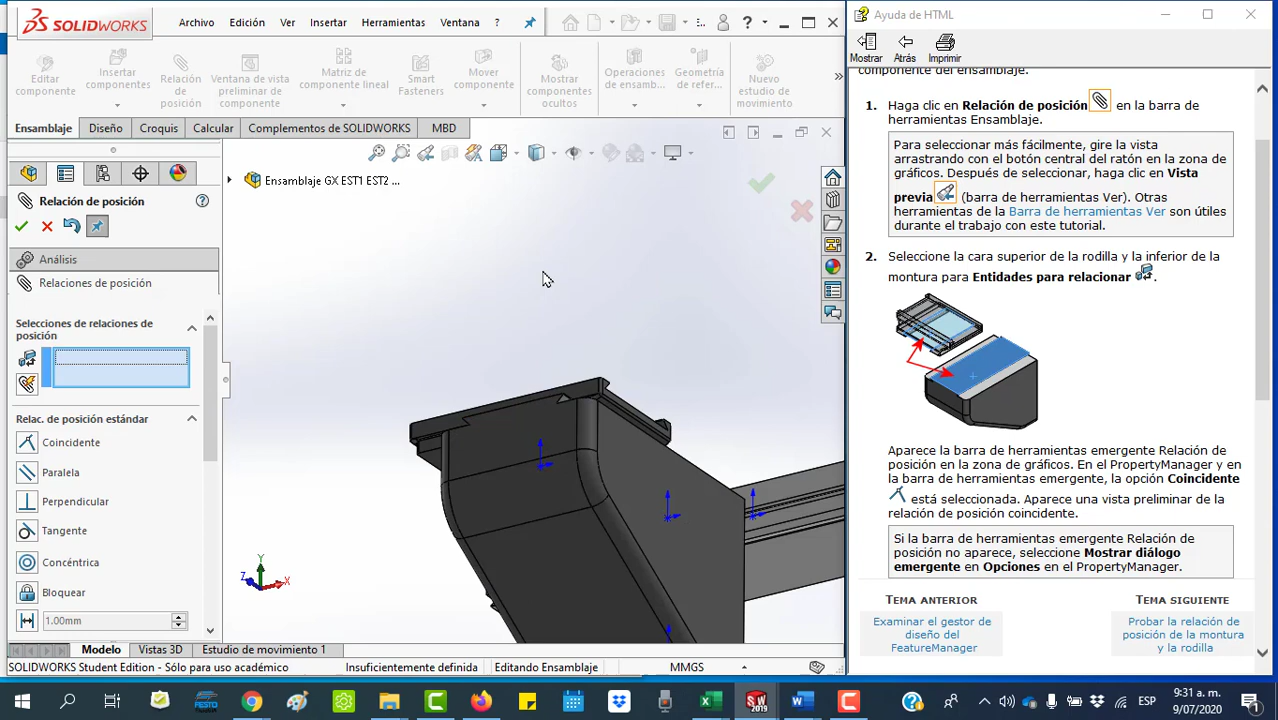 SOLIDWORKS
Archivo Edición Ver Insertar Herramientas Ventana ?
Editar componente
Insertar componentes
Relación de posición
Ventana de vista preliminar de componente
Matriz de componente lineal
Smart Fasteners
Mover componente
Mostrar componentes ocultos
Operaciones de ensamb...
Geometría de refer...
Nuevo estudio de movimiento
Ensamblaje Diseño Croquis Calcular Complementos de SOLIDWORKS MBD
Ensamblaje GX EST1 EST2 ...
Relación de posición
Análisis
Relaciones de posición
Selecciones de relaciones de
posición
Relac. de posición estándar
Coincidente
Paralela
Perpendicular
Tangente
Concéntrica
Bloquear
1.00mm
Y
Z X
Modelo Vistas 3D Estudio de movimiento 1
SOLIDWORKS Student Edition - Sólo para uso académico Insuficientemente definida Editando Ensamblaje MMGS
Ayuda de HTML
Mostrar Atrás Imprimir
componente del ensamblaje.
1. Haga clic en Relación de posición en la barra de
herramientas Ensamblaje.
Para seleccionar más fácilmente, gire la vista
arrastrando con el botón central del ratón en la zona de
gráficos. Después de seleccionar, haga clic en Vista
previa (barra de herramientas Ver). Otras
herramientas de la Barra de herramientas Ver son útiles
durante el trabajo con este tutorial.
2. Seleccione la cara superior de la rodilla y la inferior de la
montura para Entidades para relacionar .
Aparece la barra de herramientas emergente Relación de
posición en la zona de gráficos. En el PropertyManager y en
la barra de herramientas emergente, la opción Coincidente
está seleccionada. Aparece una vista preliminar de la
relación de posición coincidente.
Si la barra de herramientas emergente Relación de
posición no aparece, seleccione Mostrar diálogo
emergente en Opciones en el PropertyManager.
TEMA ANTERIOR
Examinar el gestor de
diseño del
FeatureManager
TEMA SIGUIENTE
Probar la relación de
posición de la montura
y la rodilla
FESTO
SW
2019
ESP
9:31 a. m.
9/07/2020
1